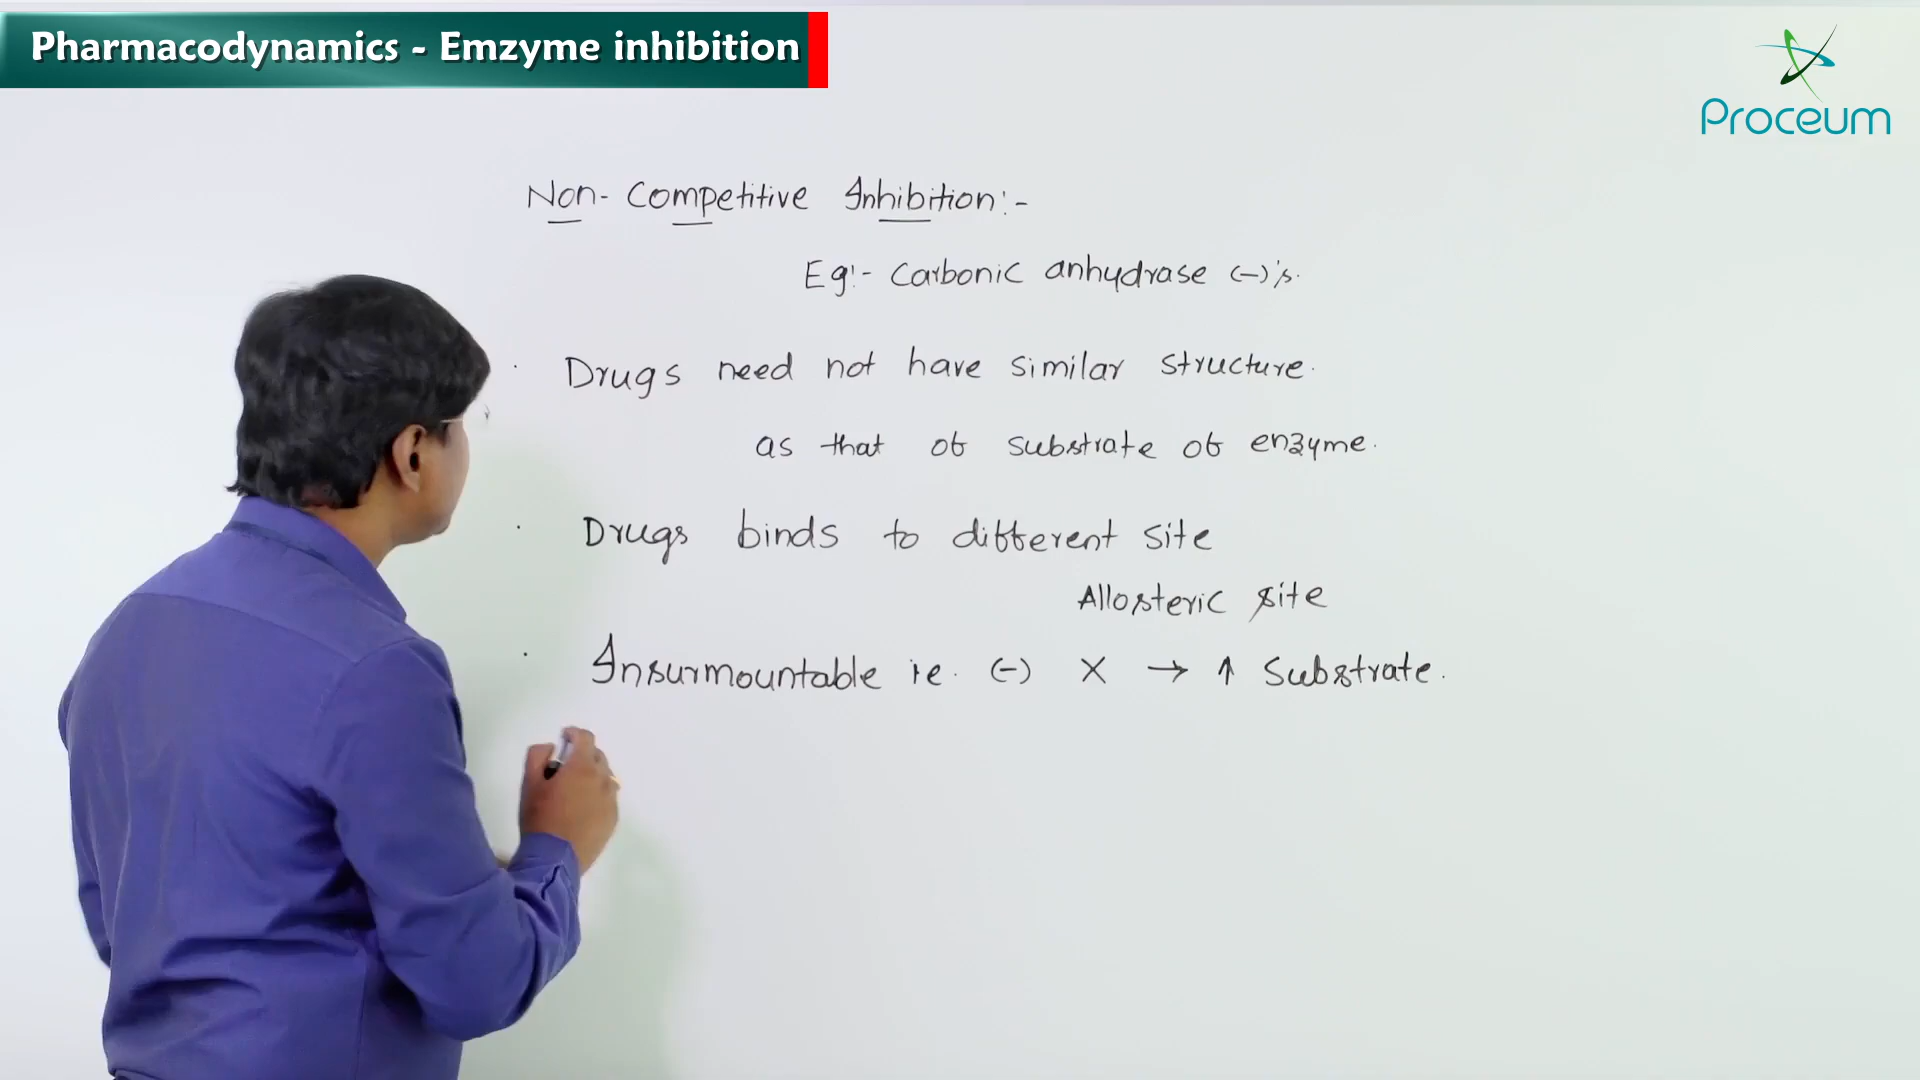 Pharmacodynamics - Emzyme inhibition
Proceum
Non- Competitive Inhibition:-
Eg:- Carbonic anhydrase (-)'s.
· Drugs need not have similar structure.
as that of substrate of enzyme.
· Drugs binds to different site
Allosteric site
· Insurmountable ie. (-) X → ↑ Substrate.